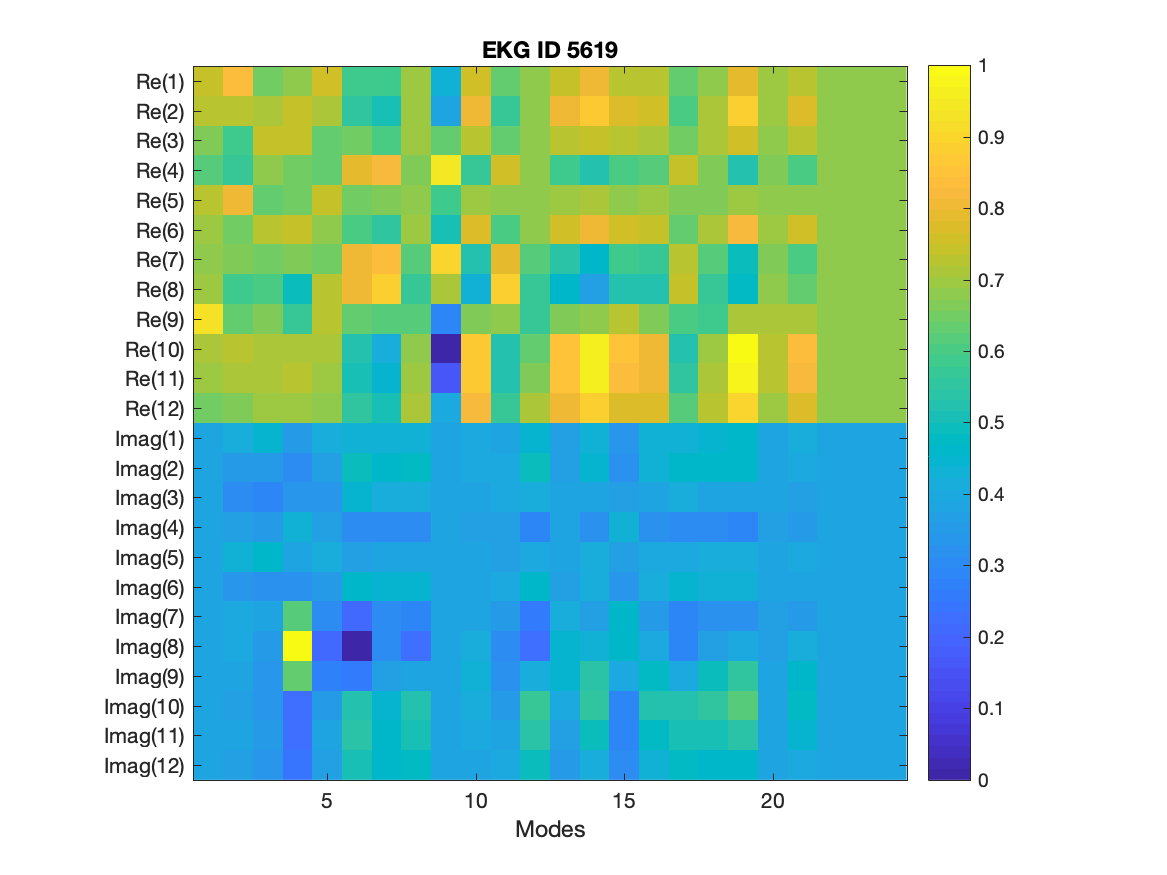 EKG ID 5619
Re(1)
Re(2)
Re(3)
Re(4)
Re(5)
Re(6)
Re(7)
Re(8)
Re(9)
Re(10)
Re(11)
Re(12)
Imag(1)
Imag(2)
Imag(3)
Imag(4)
Imag(5)
Imag(6)
Imag(7)
Imag(8)
Imag(9)
Imag(10)
Imag(11)
Imag(12)
5 10 15 20
Modes
1
0.9
0.8
0.7
0.6
0.5
0.4
0.3
0.2
0.1
0